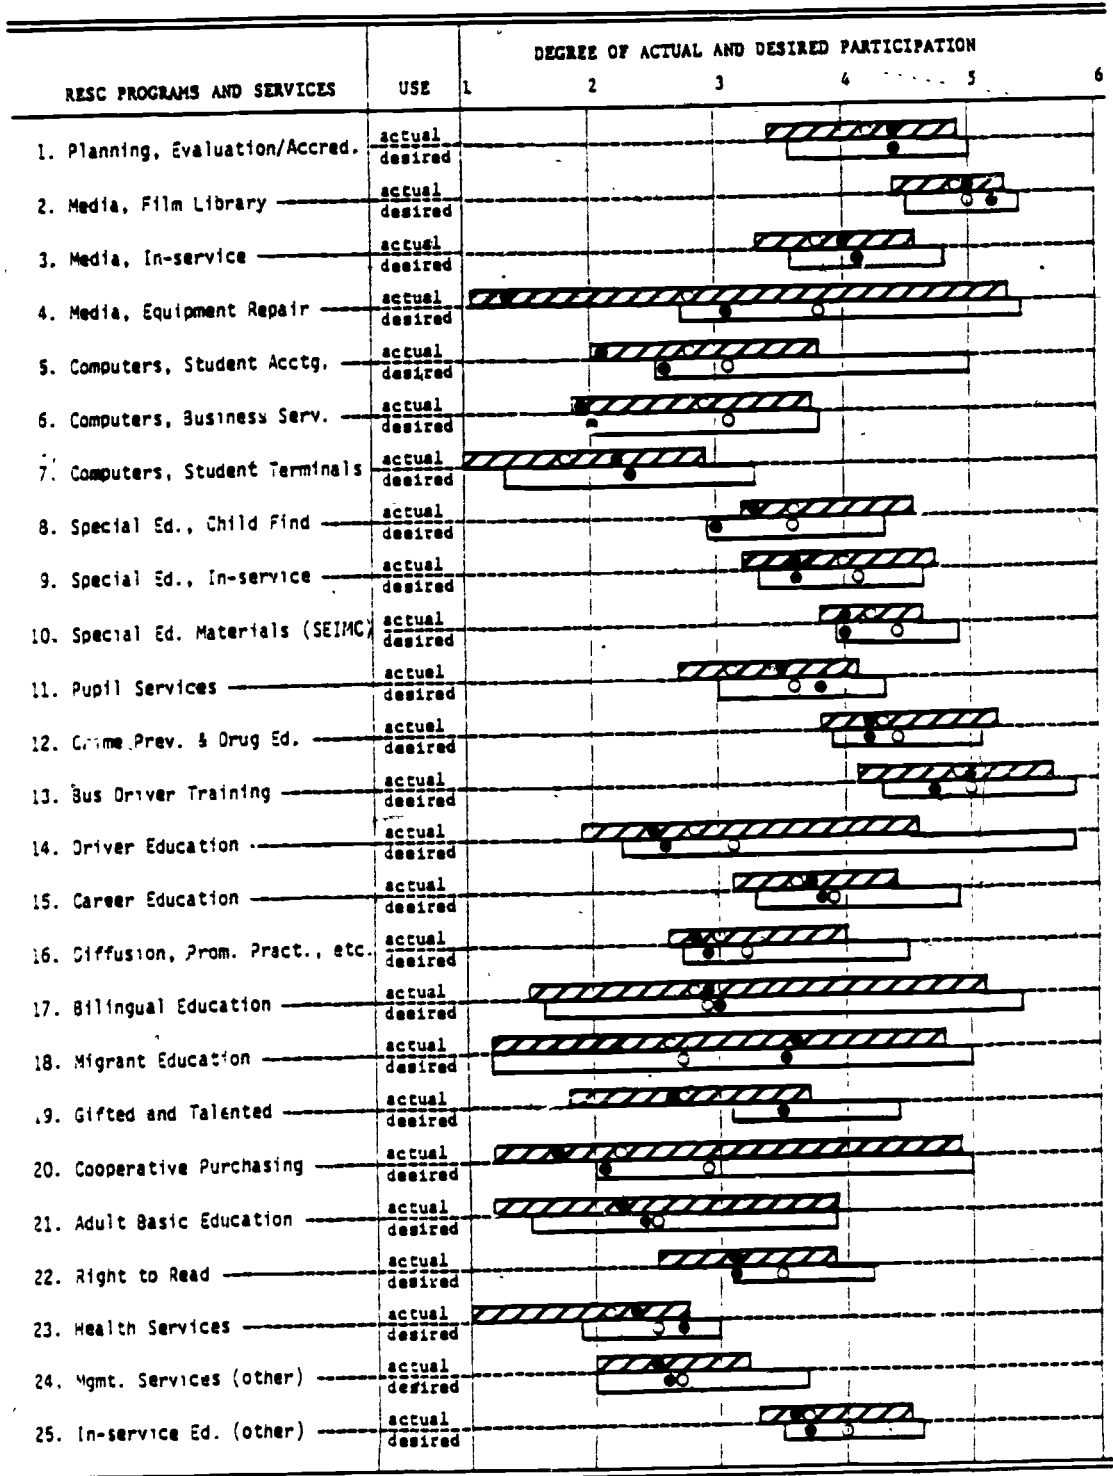 DEGREE OF ACTUAL AND DESIRED PARTICIPATION
RESC PROGRAMS AND SERVICES USE 1 2 3 4 5 6
1. Planning, Evaluation/Accred. actual
desired
2. Media, Film Library actual
desired
3. Media, In-service actual
desired
4. Media, Equipment Repair actual
desired
5. Computers, Student Acctg. actual
desired
6. Computers, Business Serv. actual
desired
7. Computers, Student Terminals actual
desired
8. Special Ed., Child Find actual
desired
9. Special Ed., In-service actual
desired
10. Special Ed. Materials (SEIMC) actual
desired
11. Pupil Services actual
desired
12. Crime Prev. & Drug Ed. actual
desired
13. Bus Driver Training actual
desired
14. Driver Education actual
desired
15. Career Education actual
desired
16. Diffusion, Prom. Pract., etc. actual
desired
17. Bilingual Education actual
desired
18. Migrant Education actual
desired
19. Gifted and Talented actual
desired
20. Cooperative Purchasing actual
desired
21. Adult Basic Education actual
desired
22. Right to Read actual
desired
23. Health Services actual
desired
24. Mgmt. Services (other) actual
desired
25. In-service Ed. (other) actual
desired